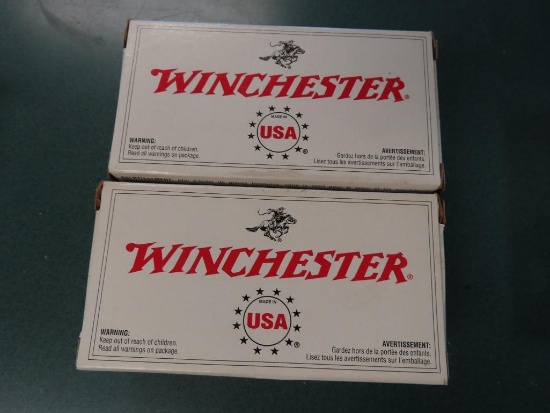 WINCHESTER®
MADE IN
USA
®
WARNING:
Keep out of reach of children.
Read all warnings on package.
AVERTISSEMENT:
Gardez hors de la portée des enfants.
Lisez tous les avertissements sur l'emballage.
WINCHESTER®
MADE IN
USA
®
WARNING:
Keep out of reach of children.
Read all warnings on package.
AVERTISSEMENT:
Gardez hors de la portée des enfants.
Lisez tous les avertissements sur l'emballage.